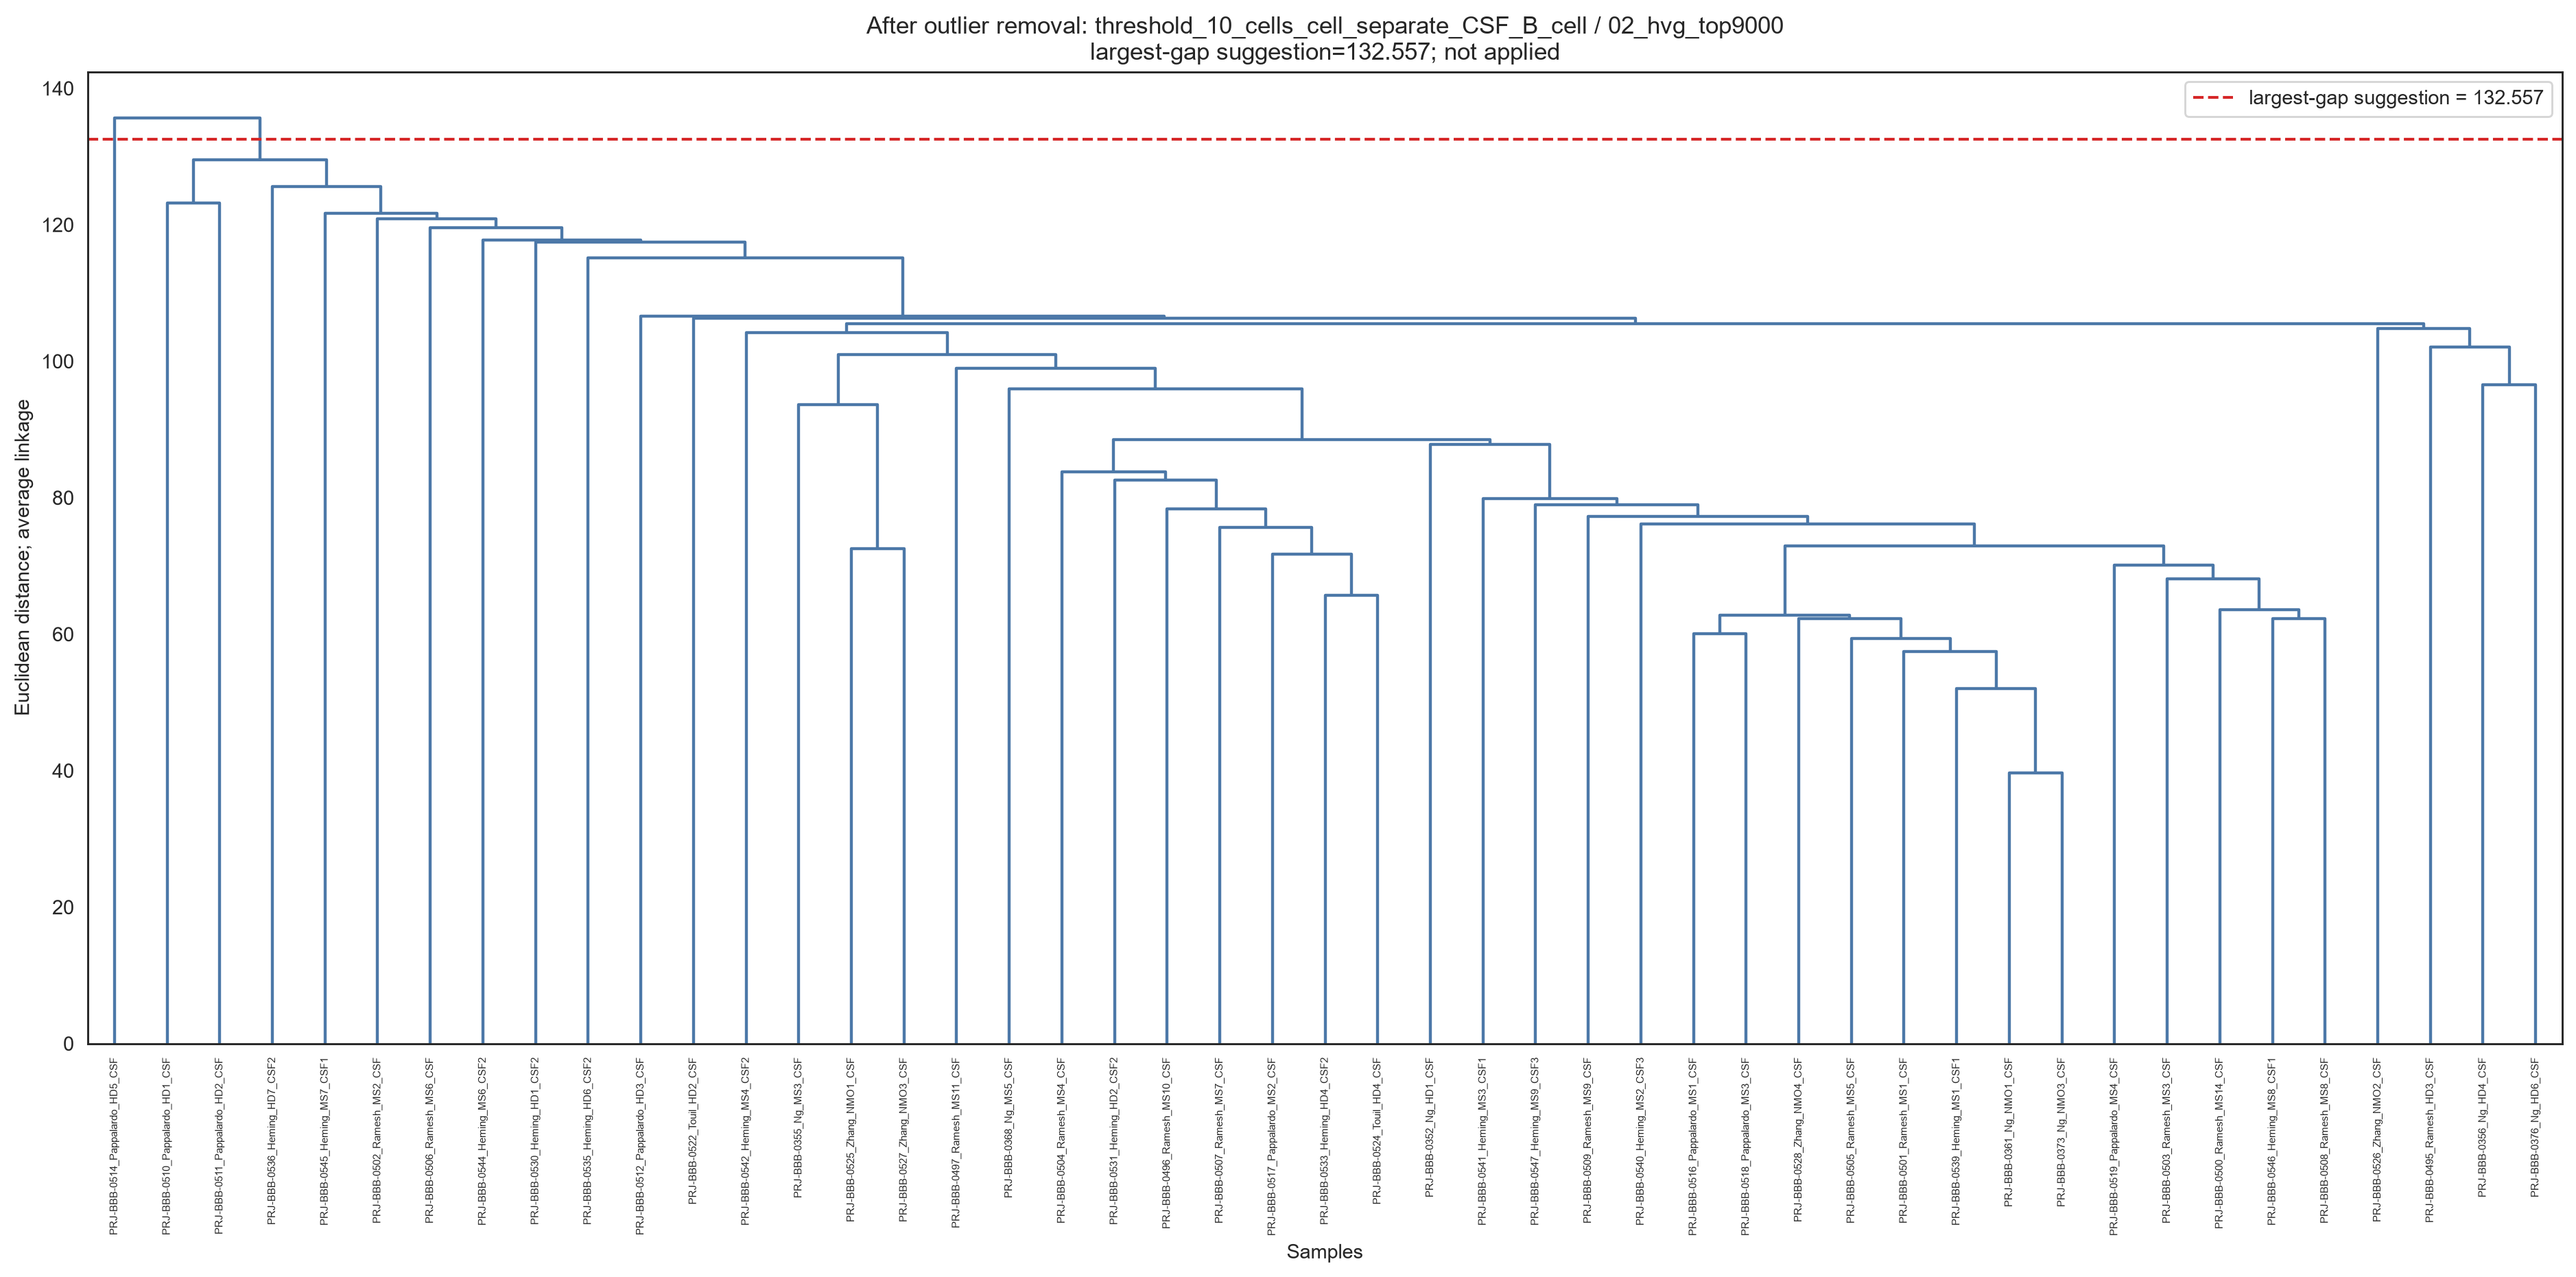 After outlier removal: threshold_10_cells_cell_separate_CSF_B_cell / 02_hvg_top9000
largest-gap suggestion=132.557; not applied
largest-gap suggestion = 132.557
Euclidean distance; average linkage
140
120
100
80
60
40
20
0
PRJ-BBB-0514_Pappalardo_HD5_CSF
PRJ-BBB-0510_Pappalardo_HD1_CSF
PRJ-BBB-0511_Pappalardo_HD2_CSF
PRJ-BBB-0536_Heming_HD7_CSF2
PRJ-BBB-0545_Heming_MS7_CSF1
PRJ-BBB-0502_Ramesh_MS2_CSF
PRJ-BBB-0506_Ramesh_MS6_CSF
PRJ-BBB-0544_Heming_MS6_CSF2
PRJ-BBB-0530_Heming_HD1_CSF2
PRJ-BBB-0535_Heming_HD6_CSF2
PRJ-BBB-0512_Pappalardo_HD3_CSF
PRJ-BBB-0522_Touil_HD2_CSF
PRJ-BBB-0542_Heming_MS4_CSF2
PRJ-BBB-0355_Ng_MS3_CSF
PRJ-BBB-0525_Zhang_NMO1_CSF
PRJ-BBB-0527_Zhang_NMO3_CSF
PRJ-BBB-0497_Ramesh_MS11_CSF
PRJ-BBB-0368_Ng_MS5_CSF
PRJ-BBB-0504_Ramesh_MS4_CSF
PRJ-BBB-0531_Heming_HD2_CSF2
PRJ-BBB-0496_Ramesh_MS10_CSF
PRJ-BBB-0507_Ramesh_MS7_CSF
PRJ-BBB-0517_Pappalardo_MS2_CSF
PRJ-BBB-0533_Heming_HD4_CSF2
PRJ-BBB-0524_Touil_HD4_CSF
PRJ-BBB-0352_Ng_HD1_CSF
PRJ-BBB-0541_Heming_MS3_CSF1
PRJ-BBB-0547_Heming_MS9_CSF3
PRJ-BBB-0509_Ramesh_MS9_CSF
PRJ-BBB-0540_Heming_MS2_CSF3
PRJ-BBB-0516_Pappalardo_MS1_CSF
PRJ-BBB-0518_Pappalardo_MS3_CSF
PRJ-BBB-0528_Zhang_NMO4_CSF
PRJ-BBB-0505_Ramesh_MS5_CSF
PRJ-BBB-0501_Ramesh_MS1_CSF
PRJ-BBB-0539_Heming_MS1_CSF1
PRJ-BBB-0361_Ng_NMO1_CSF
PRJ-BBB-0373_Ng_NMO3_CSF
PRJ-BBB-0519_Pappalardo_MS4_CSF
PRJ-BBB-0503_Ramesh_MS3_CSF
PRJ-BBB-0500_Ramesh_MS14_CSF
PRJ-BBB-0546_Heming_MS8_CSF1
PRJ-BBB-0508_Ramesh_MS8_CSF
PRJ-BBB-0526_Zhang_NMO2_CSF
PRJ-BBB-0495_Ramesh_HD3_CSF
PRJ-BBB-0356_Ng_HD4_CSF
PRJ-BBB-0376_Ng_HD6_CSF
Samples